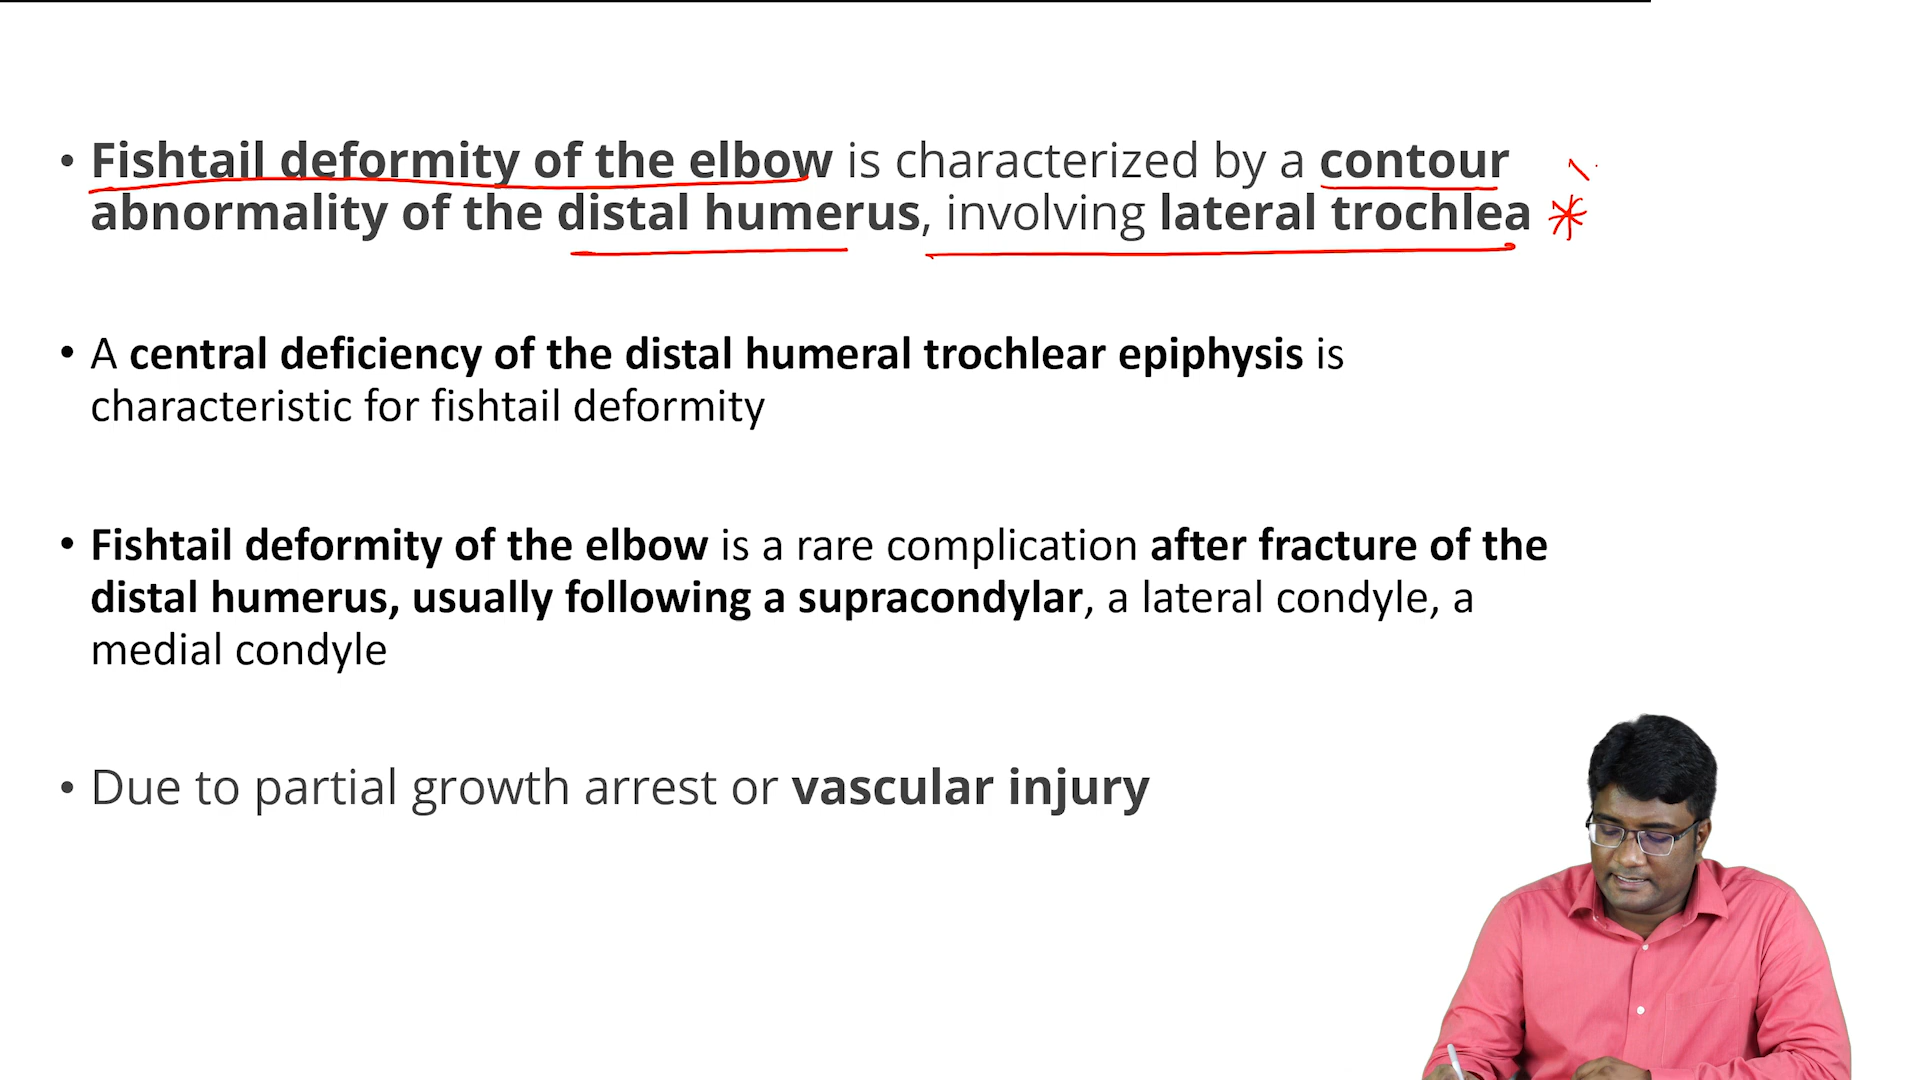 • Fishtail deformity of the elbow is characterized by a contour
abnormality of the distal humerus, involving lateral trochlea *
• A central deficiency of the distal humeral trochlear epiphysis is
characteristic for fishtail deformity
• Fishtail deformity of the elbow is a rare complication after fracture of the
distal humerus, usually following a supracondylar, a lateral condyle, a
medial condyle
• Due to partial growth arrest or vascular injury